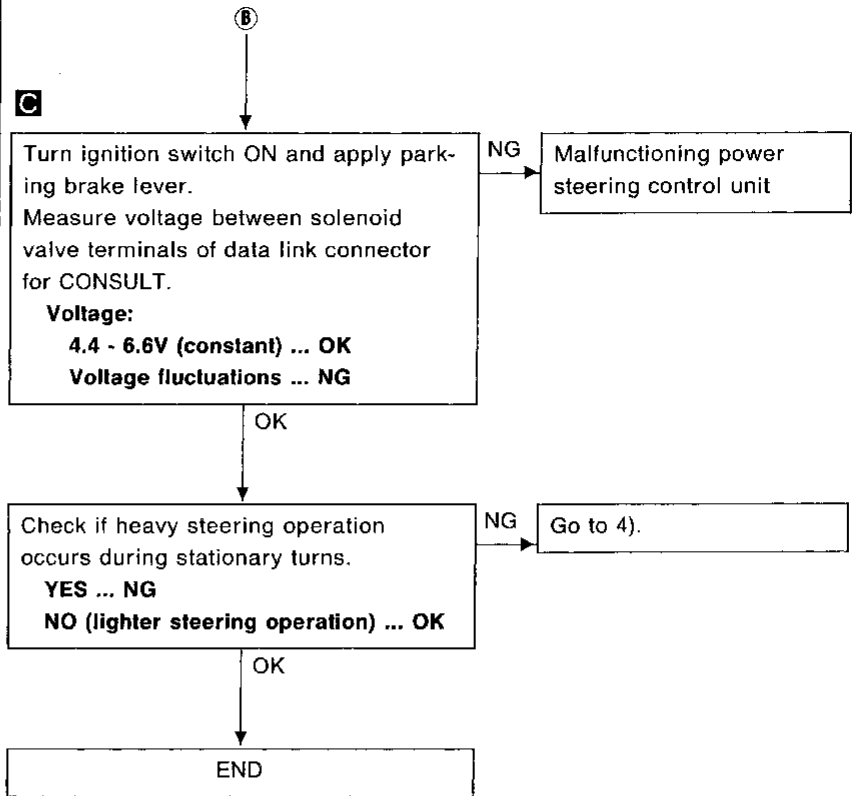 B
C
Turn ignition switch ON and apply park-
ing brake lever.
Measure voltage between solenoid
valve terminals of data link connector
for CONSULT.
Voltage:
4.4 - 6.6V (constant) ... OK
Voltage fluctuations ... NG
NG
Malfunctioning power
steering control unit
OK
Check if heavy steering operation
occurs during stationary turns.
YES ... NG
NO (lighter steering operation) ... OK
NG
Go to 4).
OK
END